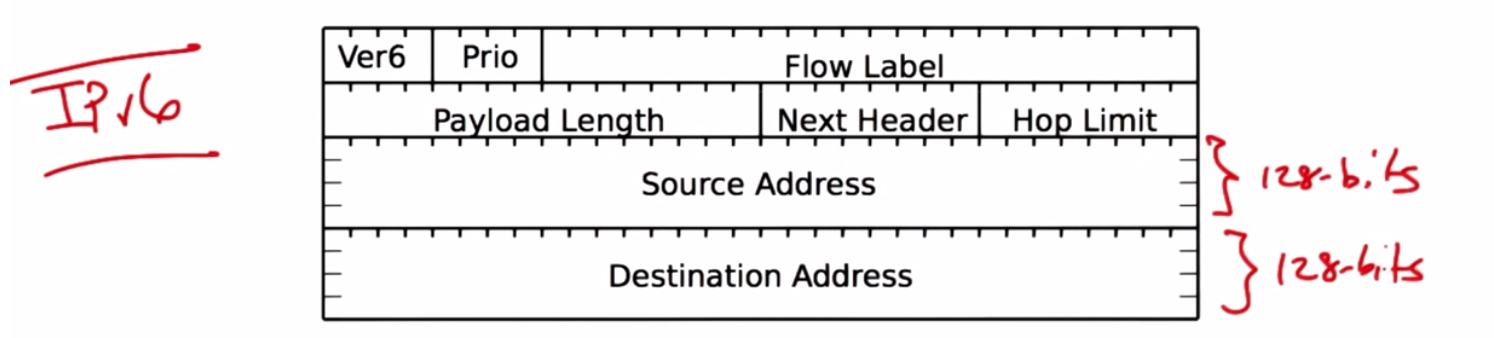 Ver6 Prio Flow Label
IPv6
Payload Length Next Header Hop Limit
Source Address
128-bits
Destination Address
128-bits